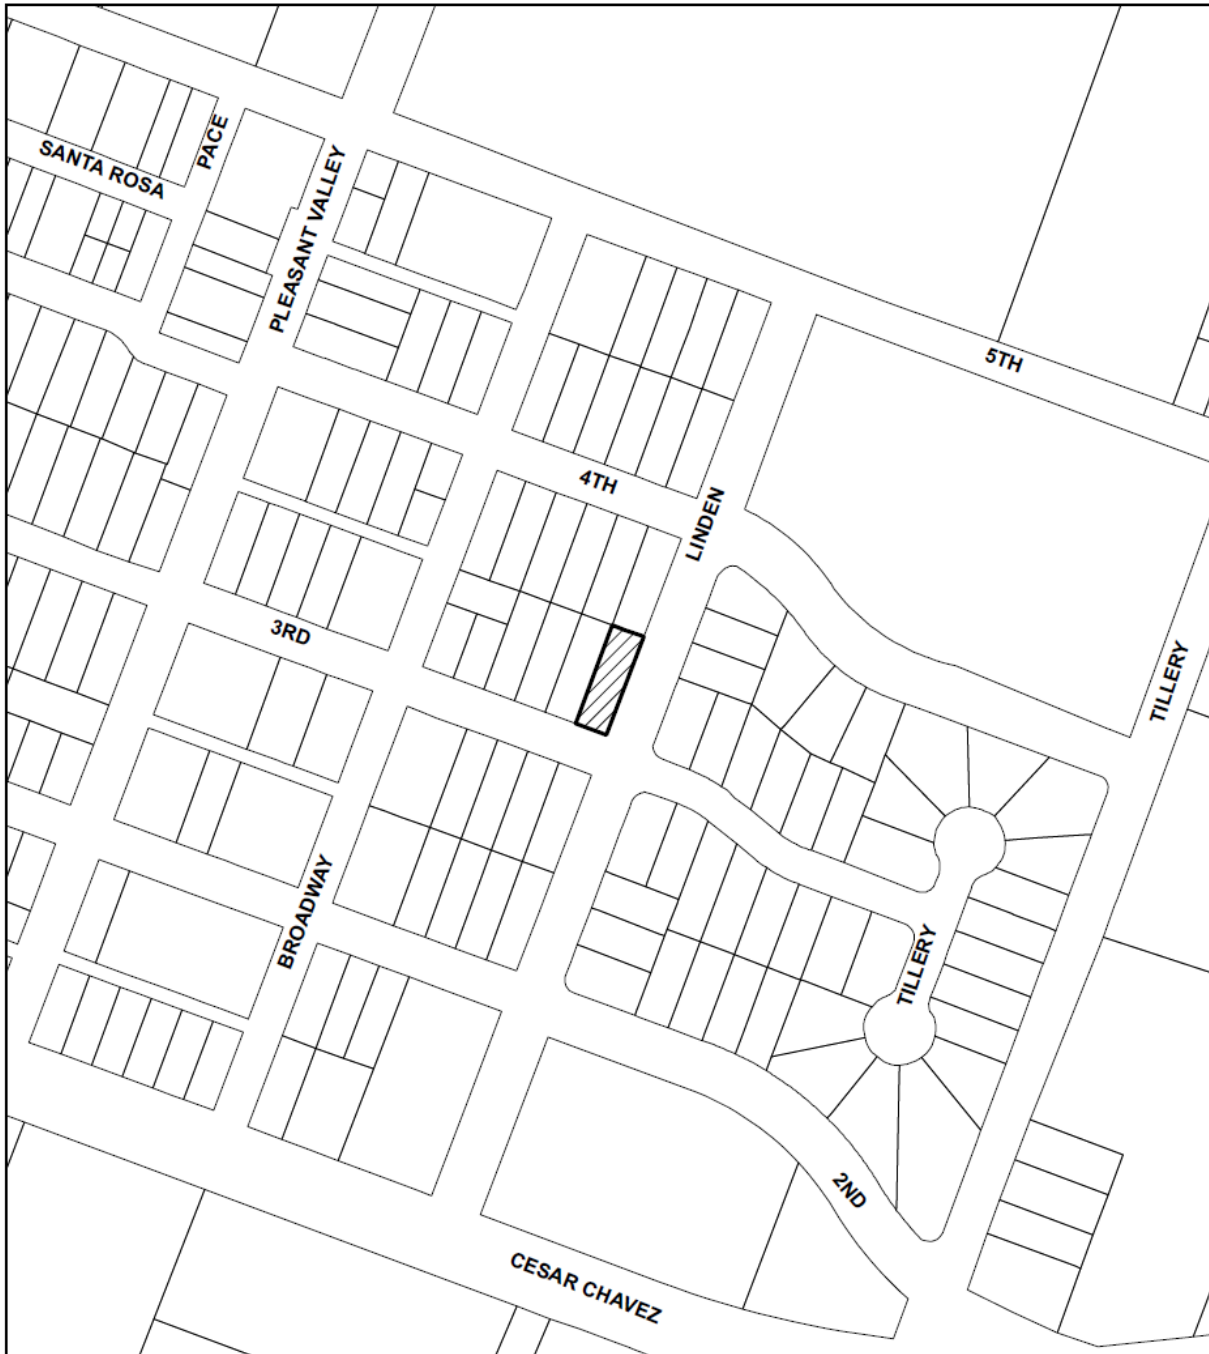 PACE
SANTA ROSA
PLEASANT VALLEY
5TH
4TH
LINDEN
3RD
TILLERY
BROADWAY
TILLERY
2ND
CESAR CHAVEZ